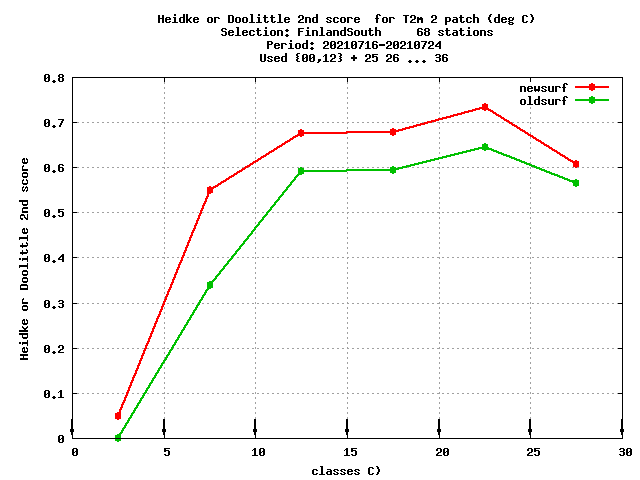 Heidke or Doolittle 2nd score  for T2m 2 patch (deg C)
Selection: FinlandSouth     68 stations
Period: 20210716-20210724
Used {00,12} + 25 26 ... 36
newsurf
oldsurf
Heidke or Doolittle 2nd score
0.8
0.7
0.6
0.5
0.4
0.3
0.2
0.1
0
0 5 10 15 20 25 30
classes C)